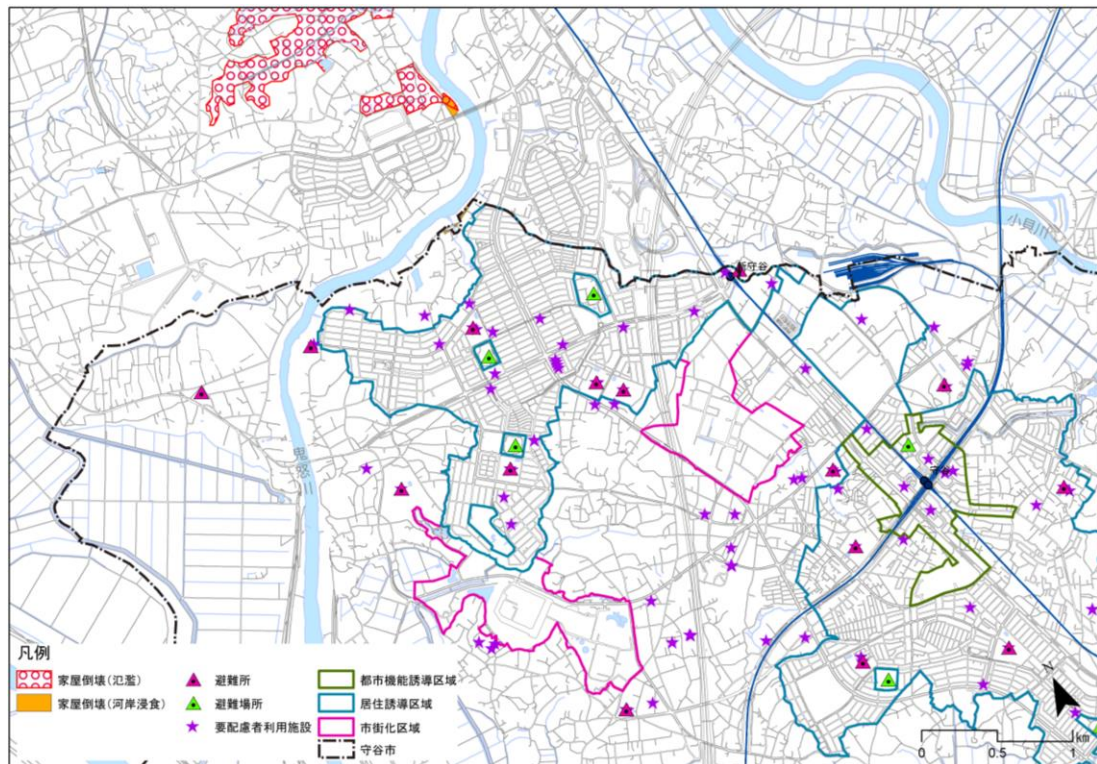 小貝川
新守谷
鬼怒川
守谷
凡例
家屋倒壊(氾濫)
家屋倒壊(河岸浸食)
避難所
避難場所
要配慮者利用施設
都市機能誘導区域
居住誘導区域
市街化区域
守谷市
N
km
0 0.5 1